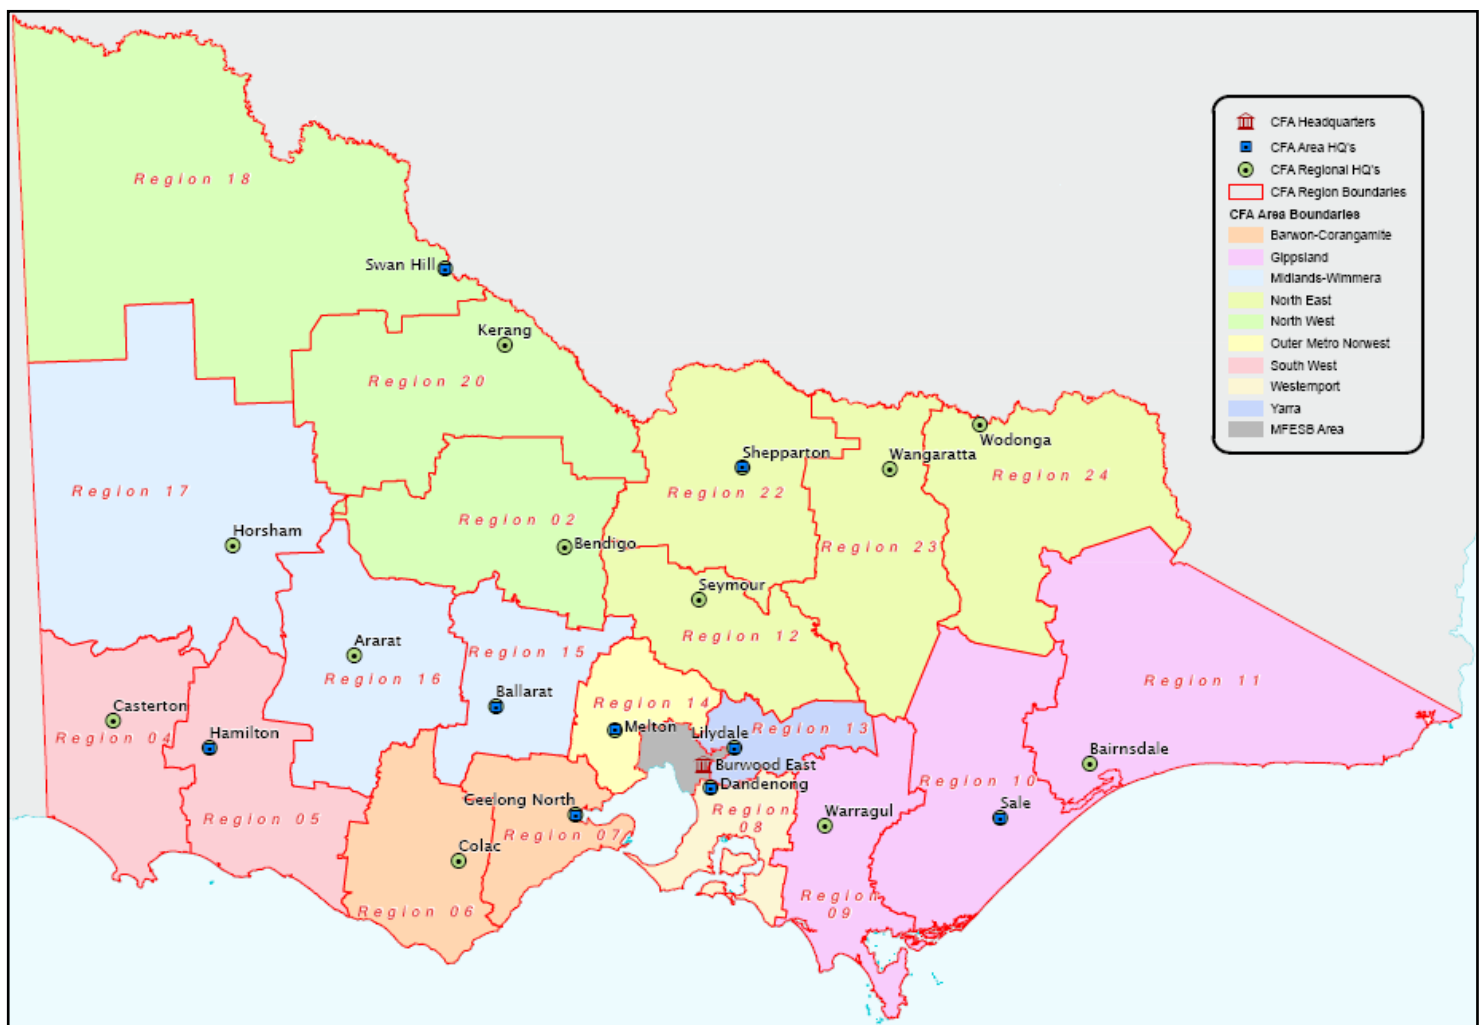 CFA Headquarters
CFA Area HQ's
CFA Regional HQ's
CFA Region Boundaries
CFA Area Boundaries
Barwon-Corangamite
Gippsland
Midlands-Wimmera
North East
North West
Outer Metro Norwest
South West
Westernport
Yarra
MFESB Area
Region 18
Swan Hill
Kerang
Region 20
Wodonga
Shepparton
Wangaratta
Region 24
Region 17
Region 22
Region 02
Horsham
Bendigo
Region 23
Seymour
Region 12
Ararat
Region 15
Region 16
Region 11
Ballarat
Region 14
Casterton
Melton
Lilydale
Region 13
Region 04
Hamilton
Bairnsdale
Burwood East
Dandenong
Region 10
Geelong North
Region
08
Sale
Region 05
Region 07
Warragul
Colac
Region
09
Region 06